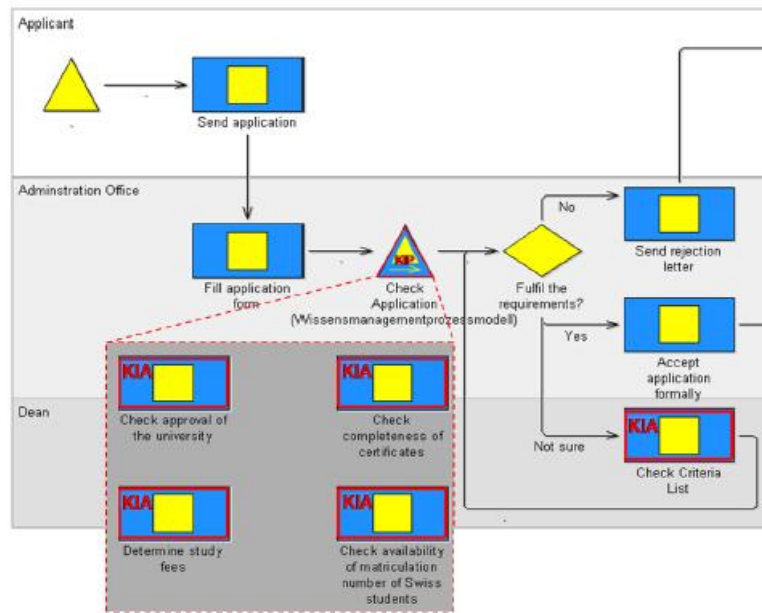 Applicant
Send application
Adminstration Office
No
Send rejection
letter
Fill application
form
KIP
Check
Application
(Wissensmanagementprozessmodell)
Fulfil the
requirements?
Yes
Accept
application
formally
Dean
KIA
Check approval of
the university
KIA
Check
completeness of
certificates
Not sure
KIA
Check Criteria
List
KIA
Determine study
fees
KIA
Check availability
of matriculation
number of Swiss
students